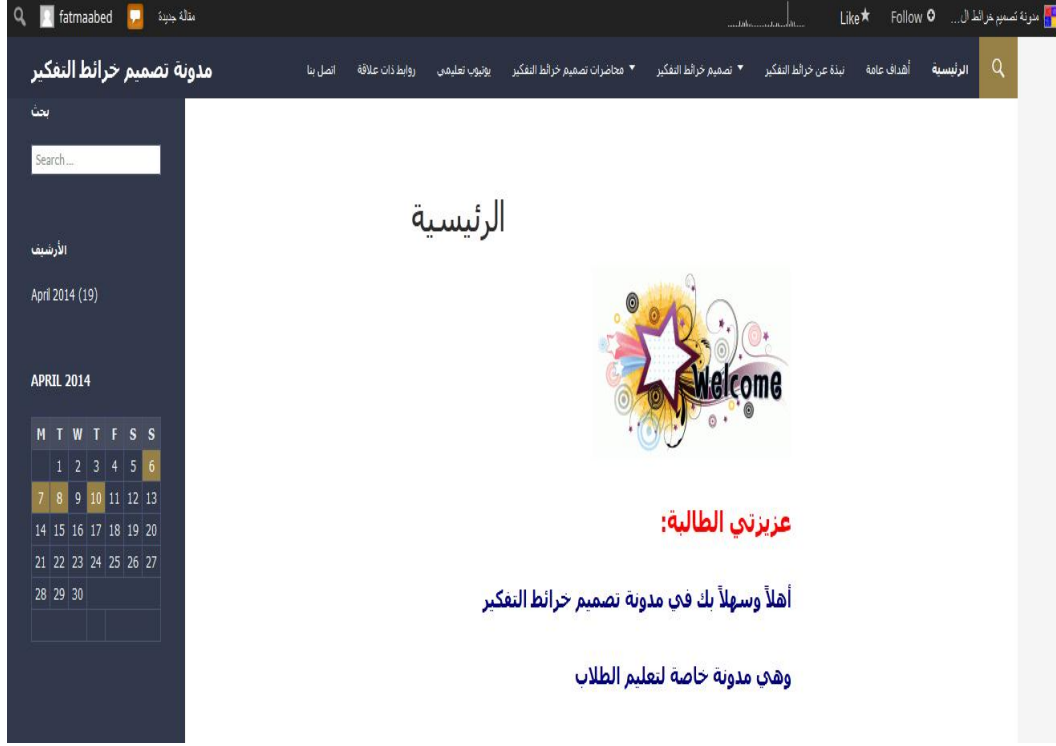 مدونة تصميم خرائط ال... Follow Like مقالة جديدة fatmaabed
الرئيسية أهداف عامة نبذة عن خرائط التفكير تصميم خرائط التفكير محاضرات تصميم خرائط التفكير يوتيوب تعليمي روابط ذات علاقة اتصل بنا
مدونة تصميم خرائط التفكير
بحث
Search...
الأرشيف
April 2014 (19)
APRIL 2014
M T W T F S S
1 2 3 4 5 6
7 8 9 10 11 12 13
14 15 16 17 18 19 20
21 22 23 24 25 26 27
28 29 30
الرئيسية
Welcome
عزيزتي الطالبة:
أهلاً وسهلاً بك في مدونة تصميم خرائط التفكير
وهي مدونة خاصة لتعليم الطلاب